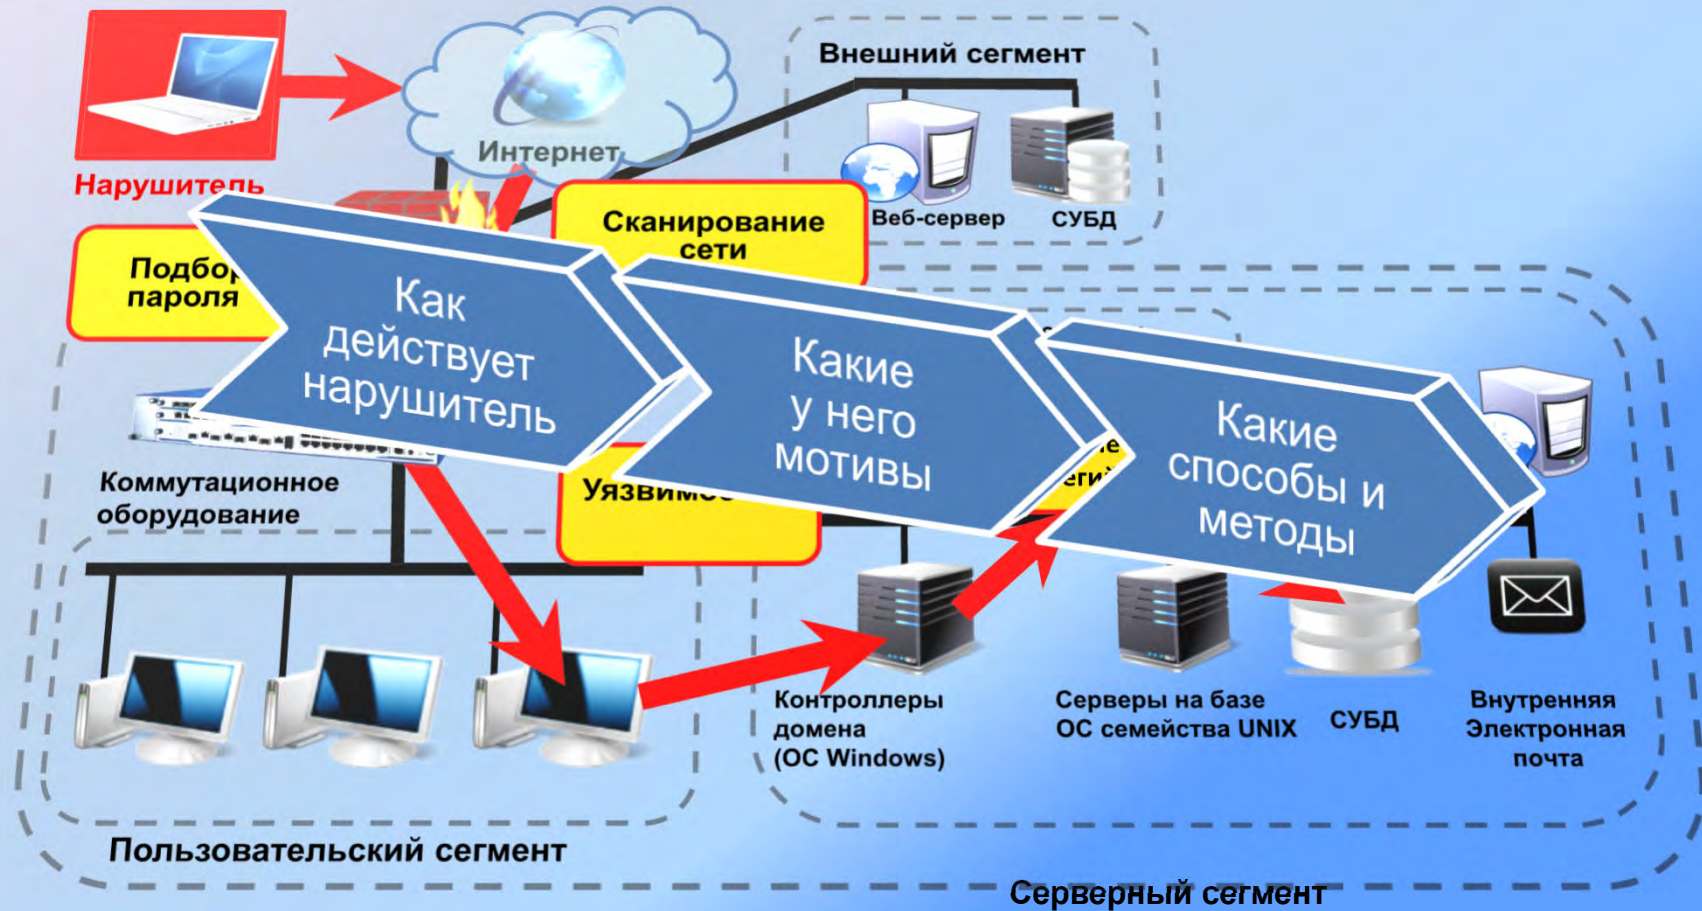 Внешний сегмент
Интернет
Нарушитель
Веб-сервер
СУБД
Сканирование
сети
Подбор
пароля
Как
действует
нарушитель
Какие
у него
мотивы
Какие
способы и
методы
Коммутационное
оборудование
Контроллеры
домена
(ОС Windows)
Серверы на базе
ОС семейства UNIX
СУБД
Внутренняя
Электронная
почта
Пользовательский сегмент
Серверный сегмент